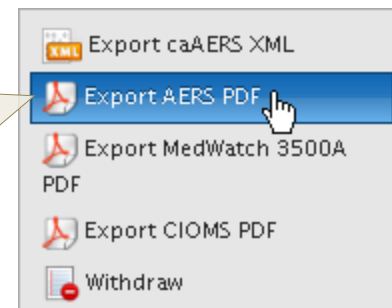 XML
Export caAERS XML
Export AERS PDF
Export MedWatch 3500A
PDF
Export CIOMS PDF
Withdraw